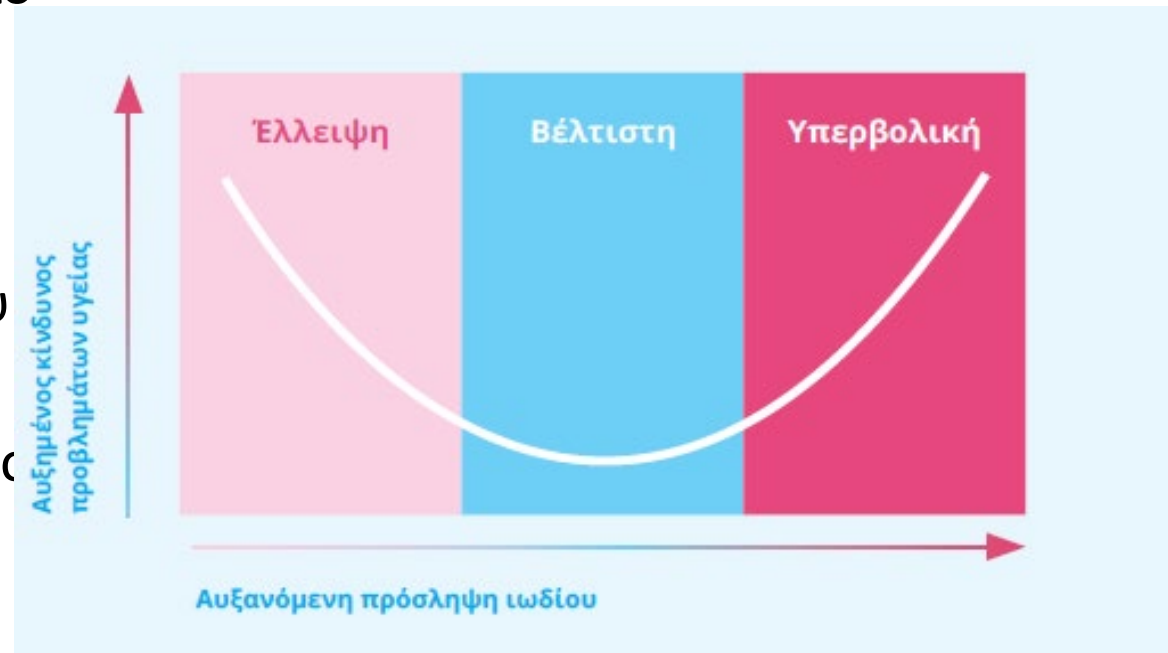 Έλλειψη
Βέλτιστη
Υπερβολική
Αυξημένος κίνδυνος
προβλημάτων υγείας
Αυξανόμενη πρόσληψη ιωδίου